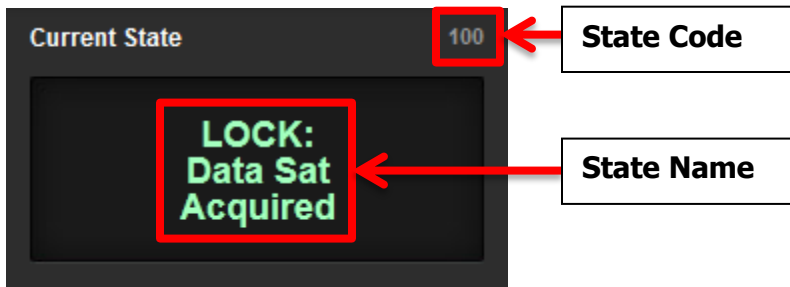 Current State
100
State Code
LOCK:
Data Sat
Acquired
State Name